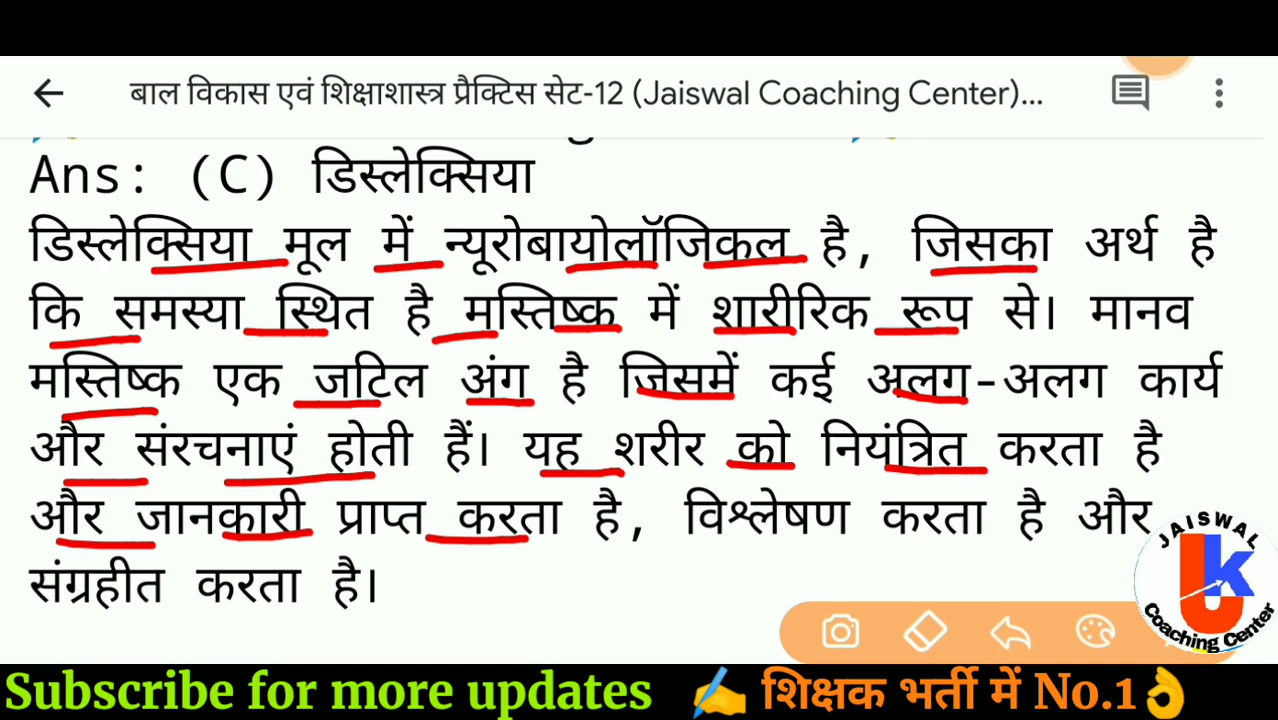 बाल विकास एवं शिक्षाशास्त्र प्रैक्टिस सेट-12 (Jaiswal Coaching Center)...
Ans: (C) डिस्लेक्सिया
डिस्लेक्सिया मूल में न्यूरोबायोलॉजिकल है, जिसका अर्थ है
कि समस्या स्थित है मस्तिष्क में शारीरिक रूप से। मानव
मस्तिष्क एक जटिल अंग है जिसमें कई अलग-अलग कार्य
और संरचनाएं होती हैं। यह शरीर को नियंत्रित करता है
और जानकारी प्राप्त करता है, विश्लेषण करता है और
संग्रहीत करता है।
JAISWAL
UK
Coaching Center
Subscribe for more updates ✍️ शिक्षक भर्ती में No.1👌